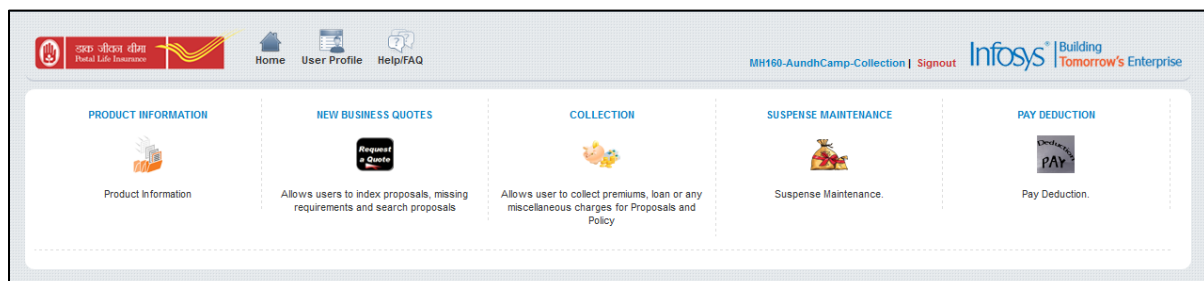 डाक जीवन बीमा
Postal Life Insurance
Home User Profile Help/FAQ
MH160-AundhCamp-Collection | Signout
Infosys® | Building
Tomorrow's Enterprise
PRODUCT INFORMATION
NEW BUSINESS QUOTES
COLLECTION
SUSPENSE MAINTENANCE
PAY DEDUCTION
Request
a Quote
Deduction
PAY
Product Information
Allows users to index proposals, missing
requirements and search proposals
Allows user to collect premiums, loan or any
miscellaneous charges for Proposals and
Policy
Suspense Maintenance.
Pay Deduction.